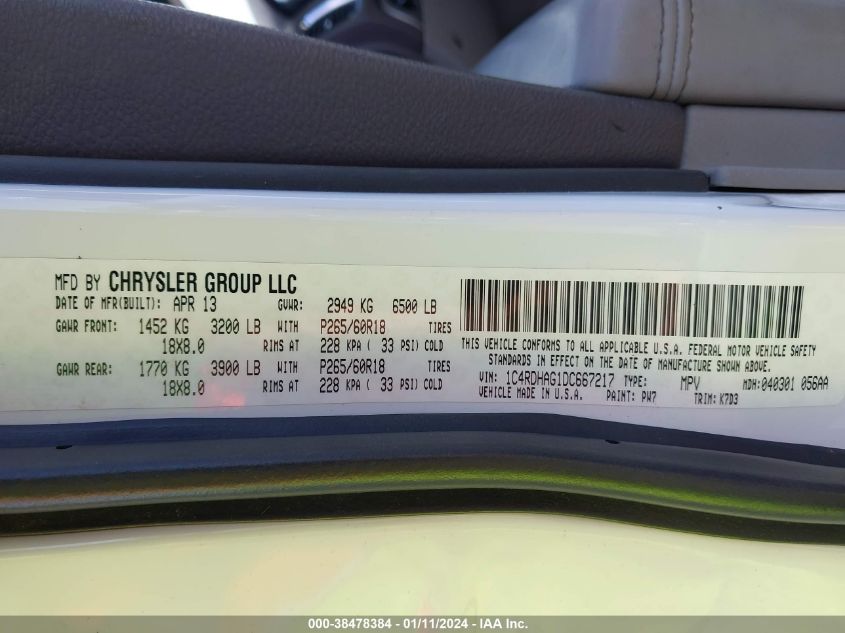 MFD BY CHRYSLER GROUP LLC
DATE OF MFR(BUILT): APR 13 GVWR: 2949 KG 6500 LB
GAWR FRONT: 1452 KG 3200 LB WITH P265/60R18 TIRES
18X8.0 RIMS AT 228 KPA ( 33 PSI) COLD
GAWR REAR: 1770 KG 3900 LB WITH P265/60R18 TIRES
18X8.0 RIMS AT 228 KPA ( 33 PSI) COLD
THIS VEHICLE CONFORMS TO ALL APPLICABLE U.S.A. FEDERAL MOTOR VEHICLE SAFETY
STANDARDS IN EFFECT ON THE DATE OF MANUFACTURE SHOWN ABOVE.
VIN: 1C4RDHAG1DC667217 TYPE: MPV MDH:040301 056AA
VEHICLE MADE IN U.S.A. PAINT: PW7 TRIM: K7D3
000-38478384 - 01/11/2024 - IAA Inc.